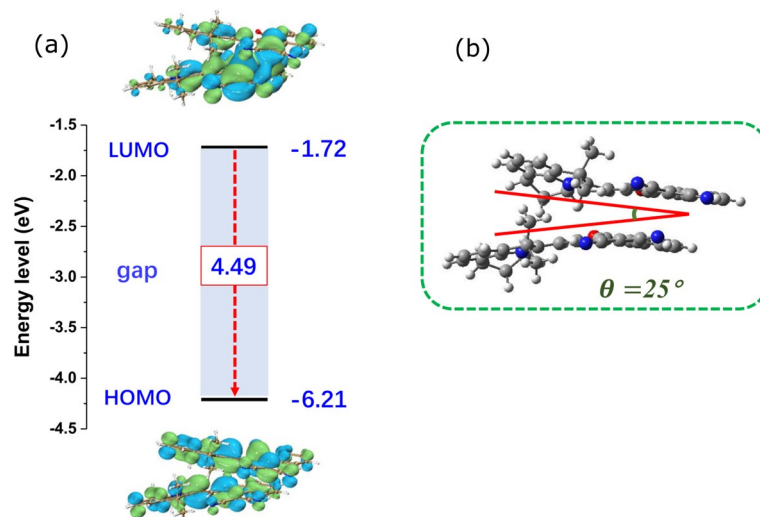 (a)
(b)
-1.5
LUMO
-1.72
-2.0
-2.5
Energy level (eV)
gap
4.49
-3.0
-3.5
-4.0
HOMO
-6.21
-4.5
θ =25°